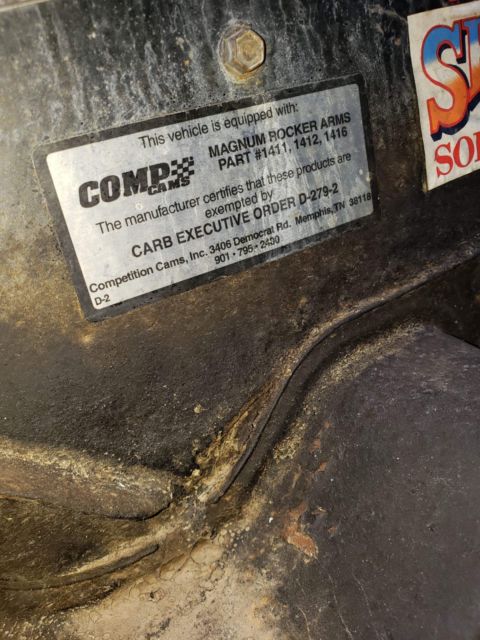 This vehicle is equipped with:
COMP CAMS
MAGNUM ROCKER ARMS
PART #1411, 1412, 1416
The manufacturer certifies that these products are
exempted by
CARB EXECUTIVE ORDER D-279-2
Competition Cams, Inc. 3406 Democrat Rd. Memphis, TN 38118
901·795·2400
D-2